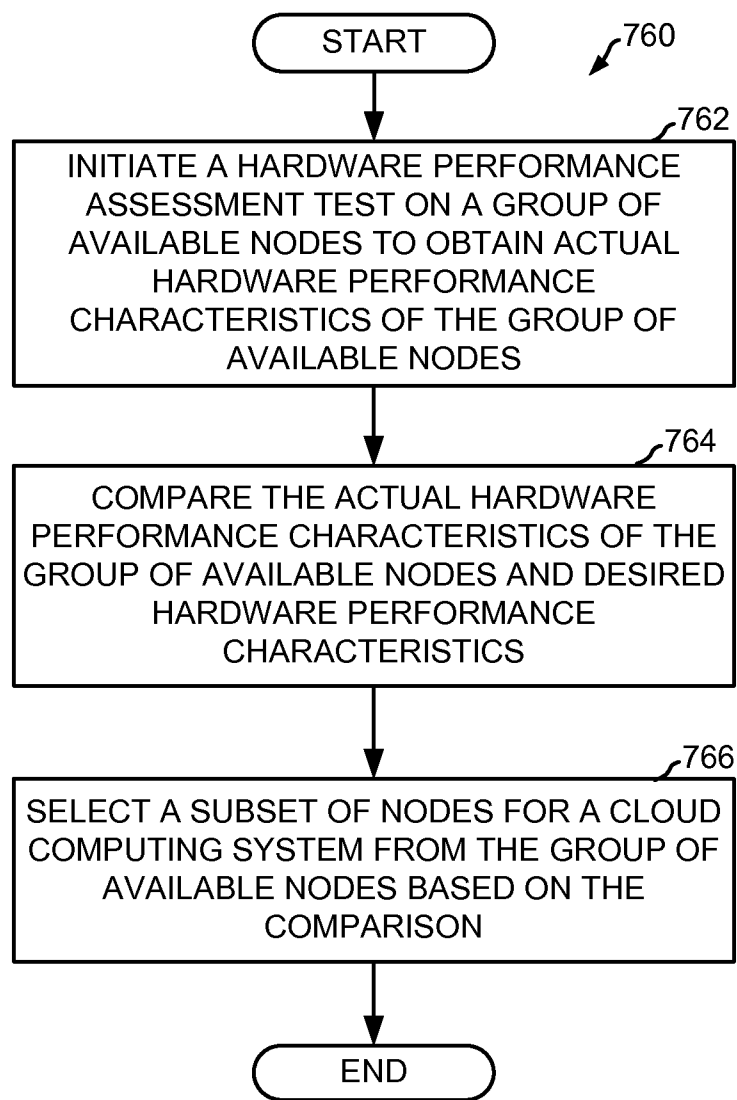 START
760
762
INITIATE A HARDWARE PERFORMANCE
ASSESSMENT TEST ON A GROUP OF
AVAILABLE NODES TO OBTAIN ACTUAL
HARDWARE PERFORMANCE
CHARACTERISTICS OF THE GROUP OF
AVAILABLE NODES
764
COMPARE THE ACTUAL HARDWARE
PERFORMANCE CHARACTERISTICS OF THE
GROUP OF AVAILABLE NODES AND DESIRED
HARDWARE PERFORMANCE
CHARACTERISTICS
766
SELECT A SUBSET OF NODES FOR A CLOUD
COMPUTING SYSTEM FROM THE GROUP OF
AVAILABLE NODES BASED ON THE
COMPARISON
END